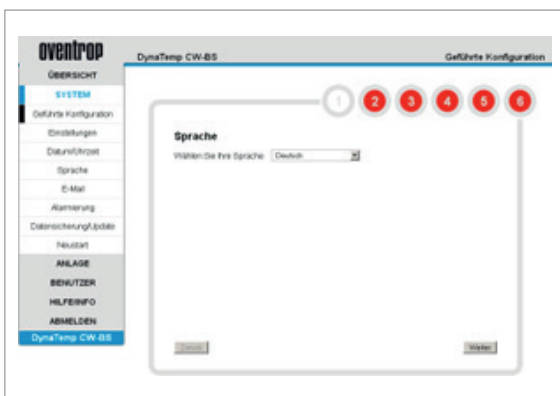 oventrop
DynaTemp CW-BS
Geführte Konfiguration
ÜBERSICHT
SYSTEM
Geführte Konfiguration
Einstellungen
Datum/Uhrzeit
Sprache
E-Mail
Alarmierung
Datensicherung/Update
Neustart
ANLAGE
BENUTZER
HILFE/INFO
ABMELDEN
DynaTemp CW-BS
1 2 3 4 5 6
Sprache
Wählen Sie Ihre Sprache Deutsch
Zurück
Weiter